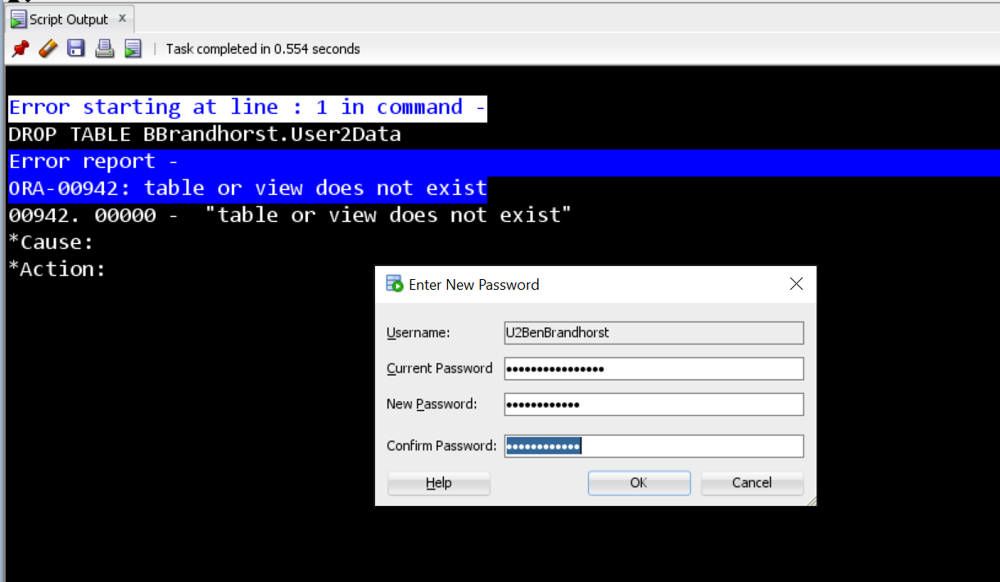 Script Output x
Task completed in 0.554 seconds
Error starting at line : 1 in command -
DROP TABLE BBrandhorst.User2Data
Error report -
ORA-00942: table or view does not exist
00942. 00000 -  "table or view does not exist"
*Cause:
*Action:
Enter New Password
Username: U2BenBrandhorst
Current Password ••••••••••••••••
New Password: ••••••••••••
Confirm Password: ••••••••••••
Help OK Cancel